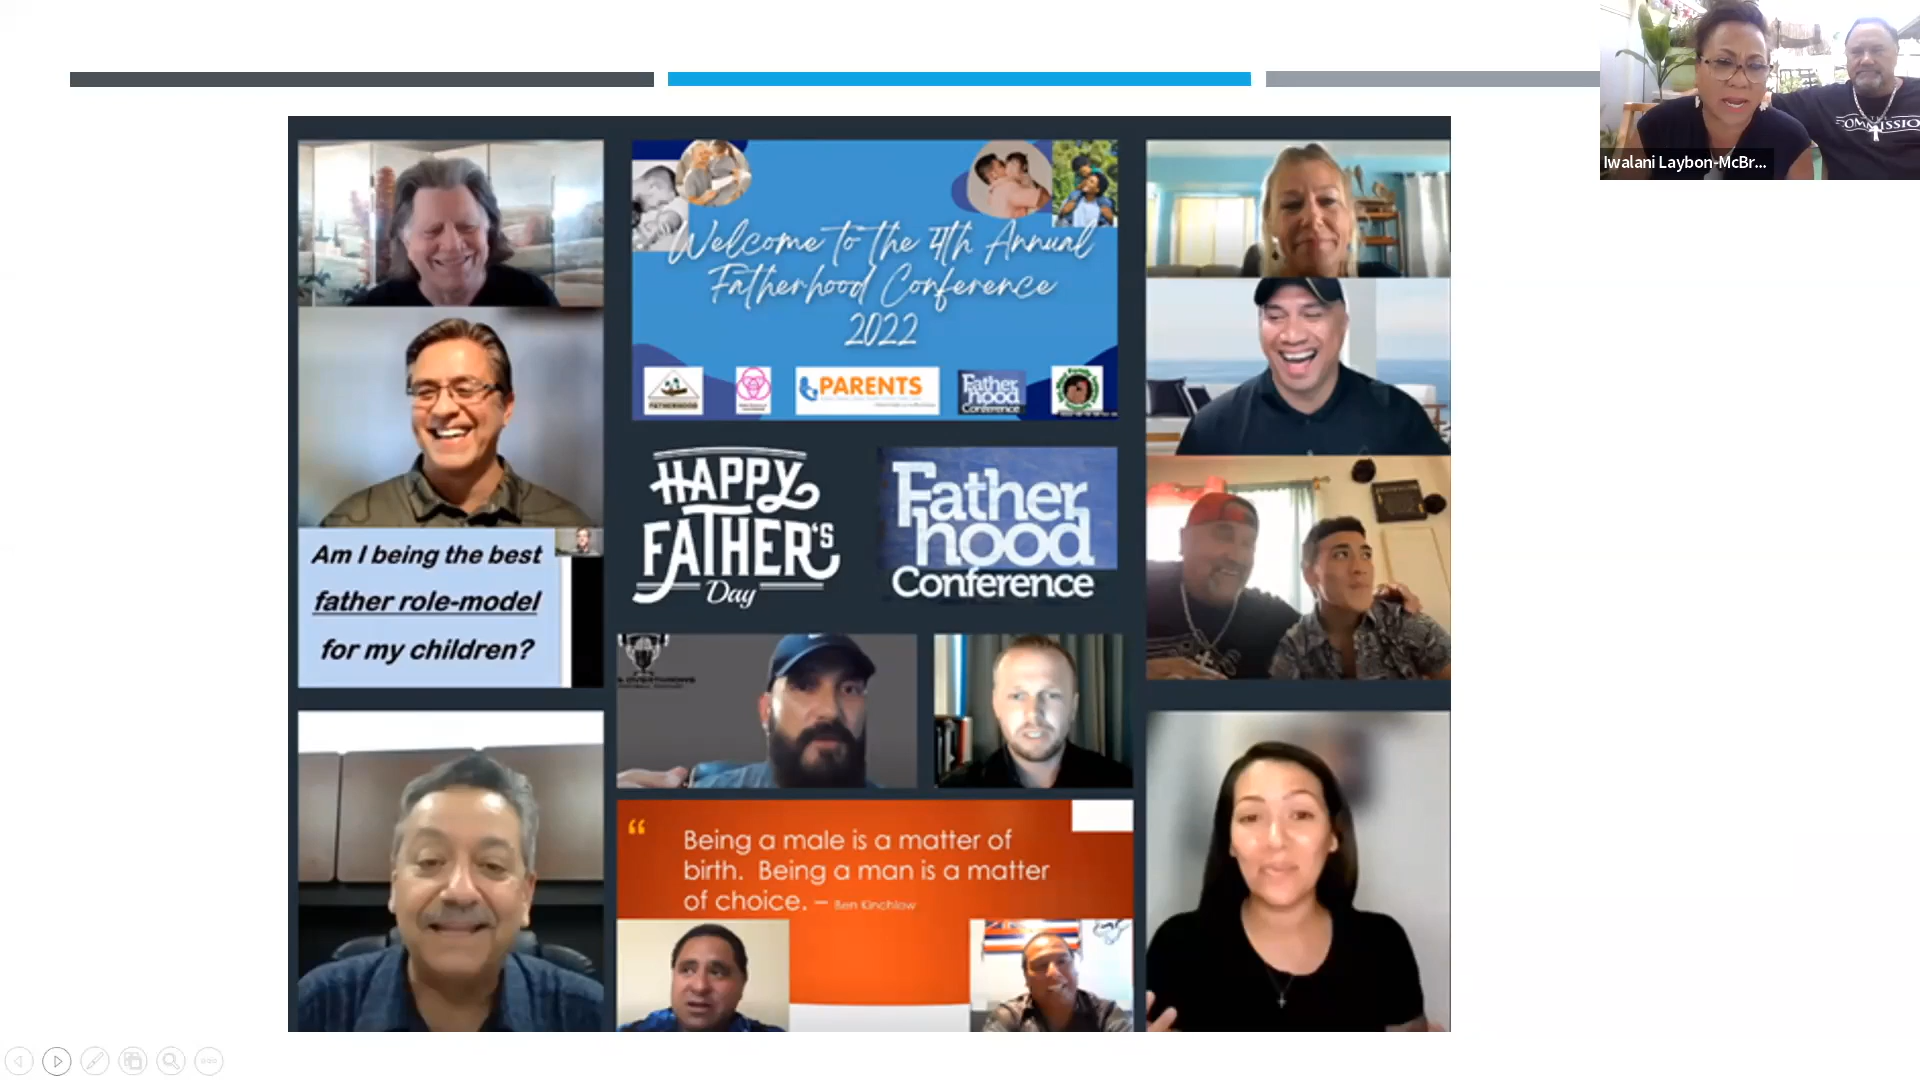 Welcome to the 4th Annual
Fatherhood Conference
2022
FATHERHOOD
PARENTS
Father
hood
Conference
HAPPY
FATHER'S
Day
Father
hood
Conference
Am I being the best
father role-model
for my children?
OVERTHROWS
“
Being a male is a matter of
birth. Being a man is a matter
of choice. – Ben Kinchlow
Iwalani Laybon-McBr...